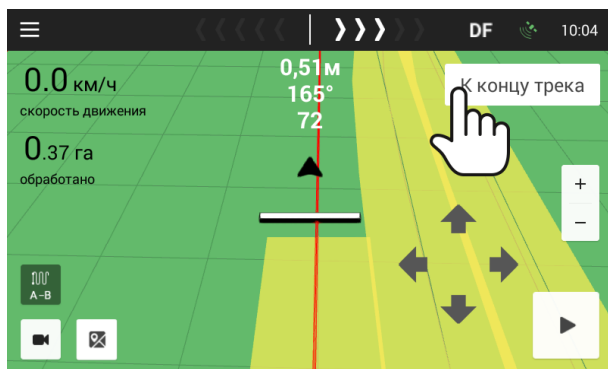 DF
10:04
0.0 км/ч
скорость движения
0,51м
165°
72
К концу трека
0.37 га
обработано
+
−
A–B